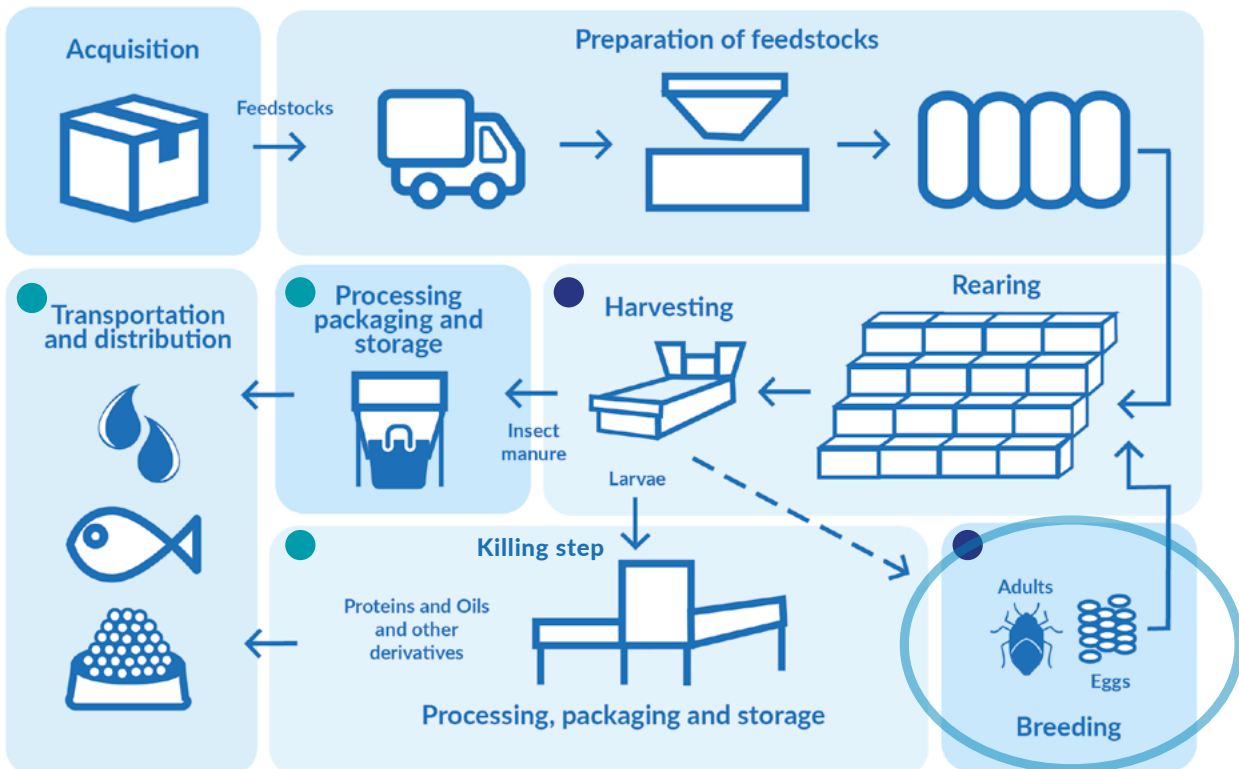 Acquisition
Feedstocks
Preparation of feedstocks
Transportation
and distribution
Processing
packaging and
storage
Harvesting
Rearing
Insect
manure
Larvae
Killing step
Proteins and Oils
and other
derivatives
Processing, packaging and storage
Adults
Eggs
Breeding